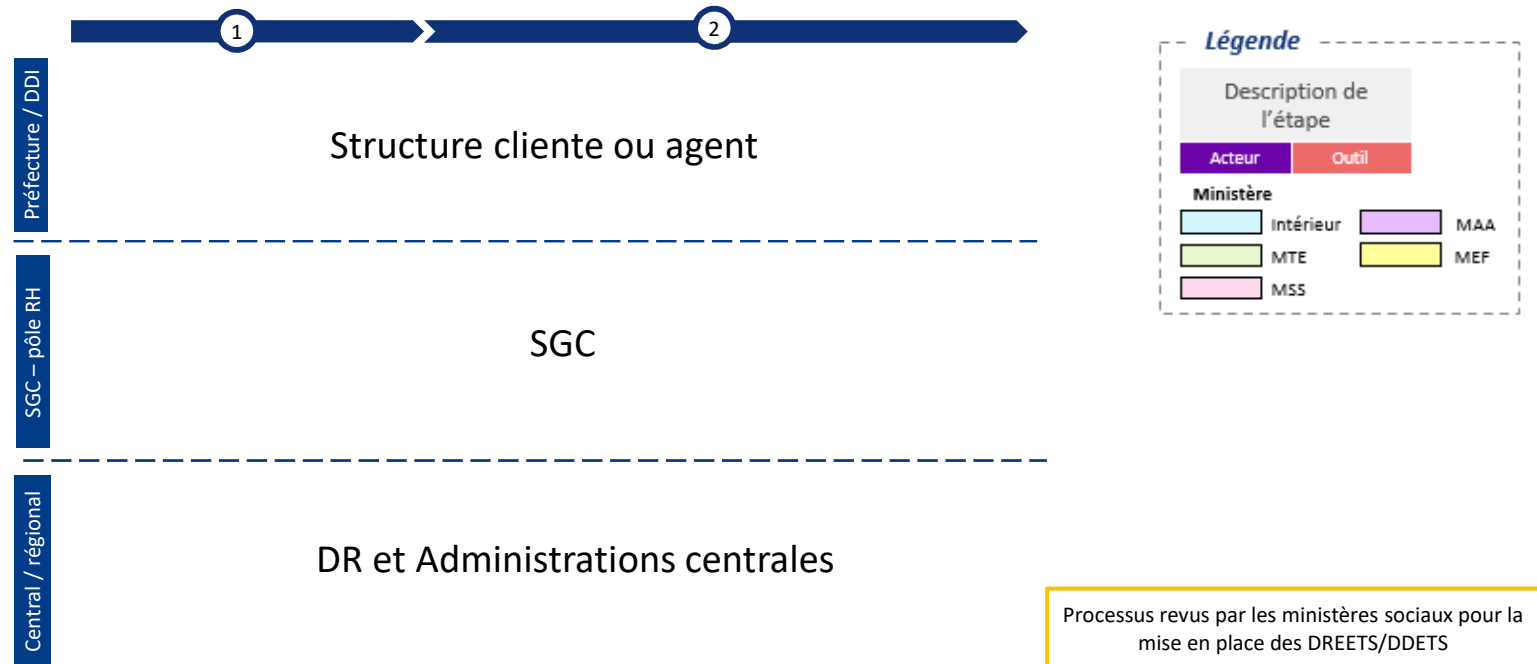 1
2
Préfecture / DDI
Structure cliente ou agent
SGC – pôle RH
SGC
Central / régional
DR et Administrations centrales
Légende
Description de
l'étape
Acteur
Outil
Ministère
Intérieur
MAA
MTE
MEF
MSS
Processus revus par les ministères sociaux pour la
mise en place des DREETS/DDETS